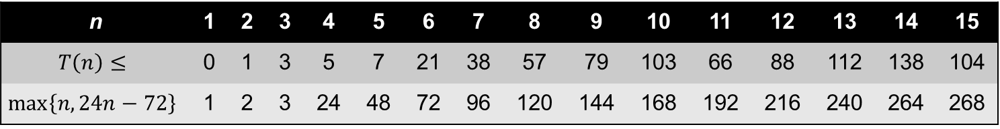 n 1 2 3 4 5 6 7 8 9 10 11 12 13 14 15
T(n) ≤ 0 1 3 5 7 21 38 57 79 103 66 88 112 138 104
max{n, 24n − 72} 1 2 3 24 48 72 96 120 144 168 192 216 240 264 268